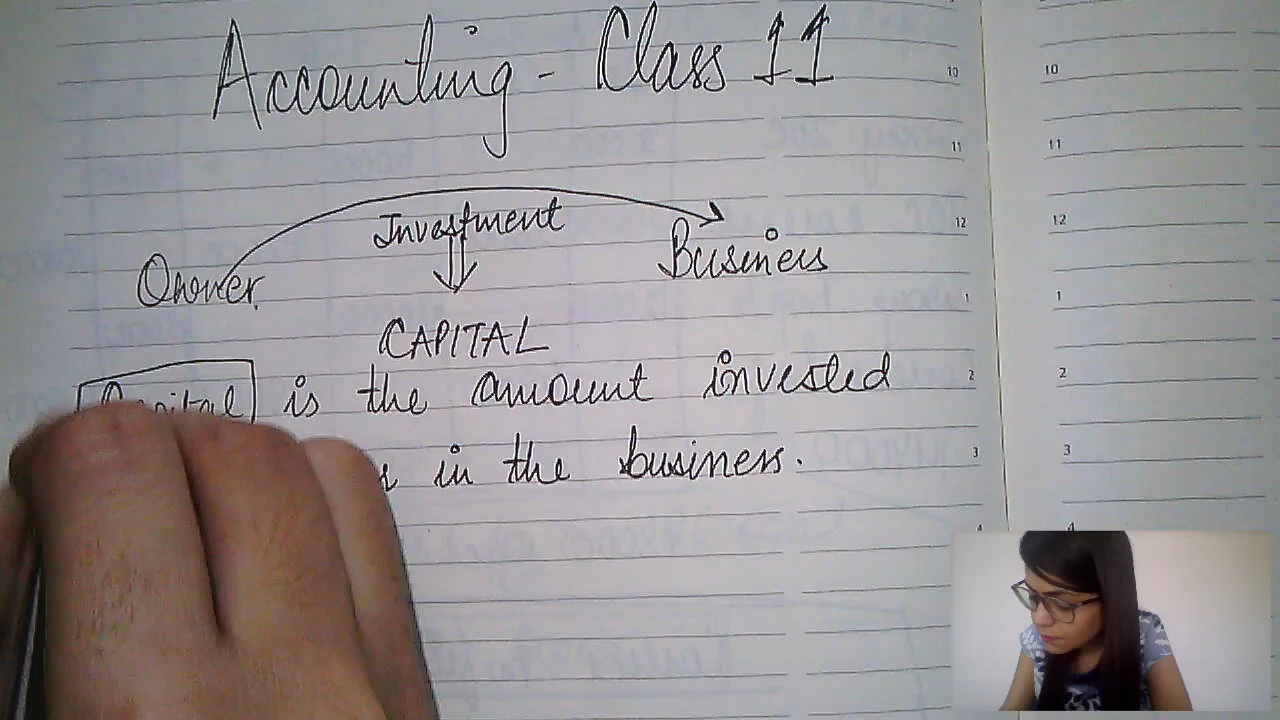 Accounting - Class 11
10 10
11 11
Investment
12 12
Owner Business
1 1
CAPITAL
Capital is the amount invested
2 2
in the business.
3 3